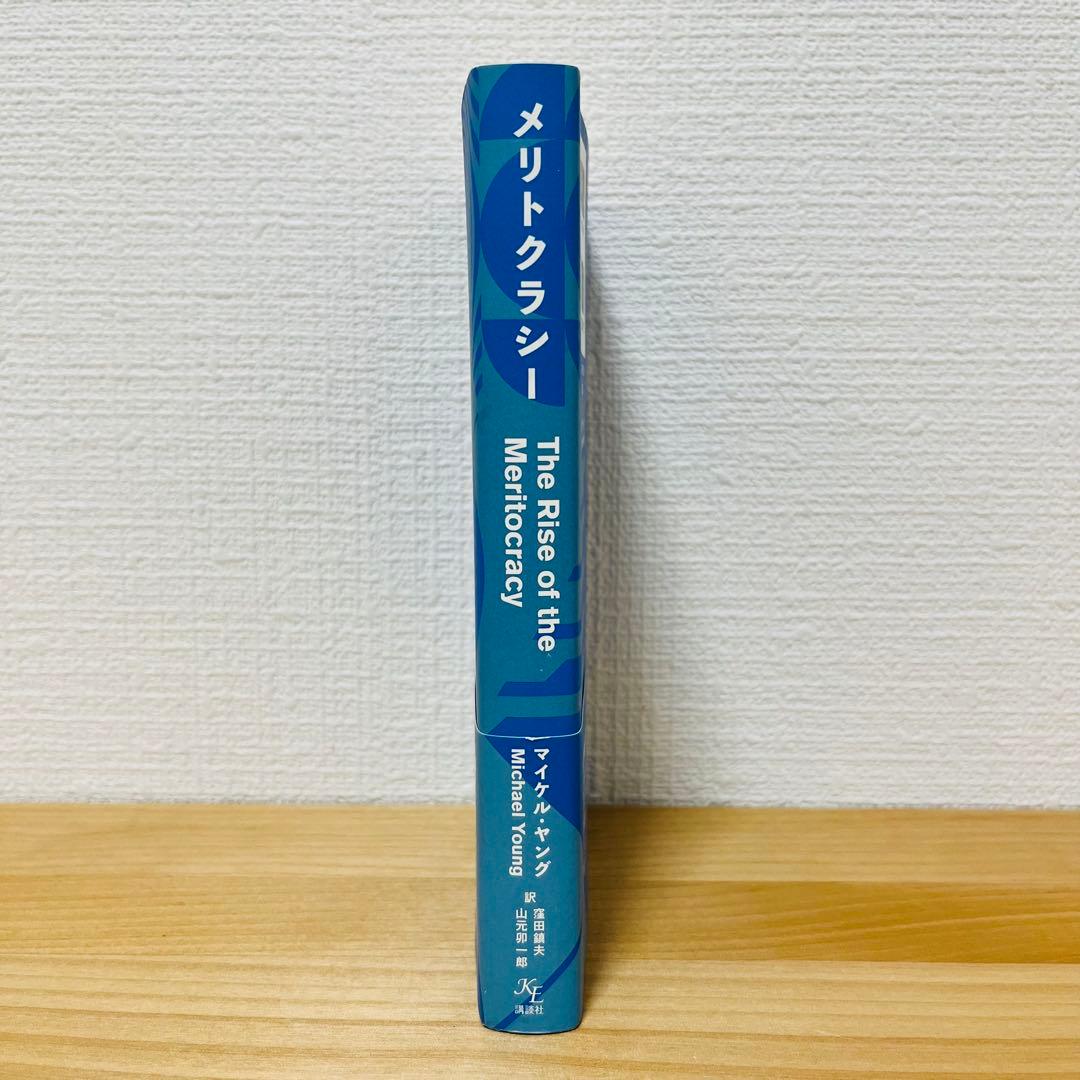 メリトクラシー
The Rise of the
Meritocracy
マイケル・ヤング
Michael Young
訳
窪田鎮夫
山元卯一郎
KE
講談社